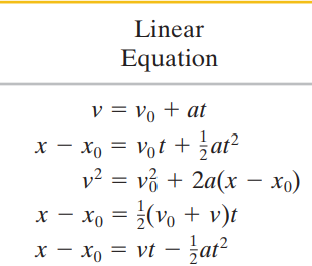 Linear
Equation
v = v₀ + at
x − x₀ = v₀t + ½at²
v² = v₀² + 2a(x − x₀)
x − x₀ = ½(v₀ + v)t
x − x₀ = vt − ½at²